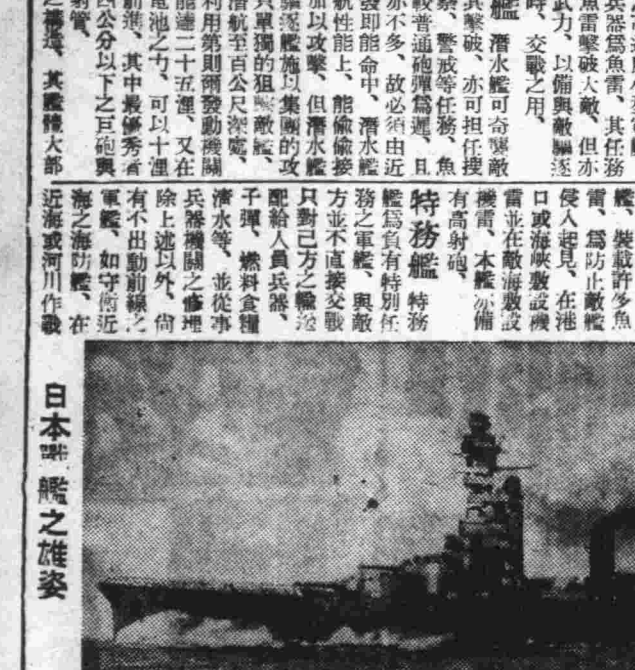 兵器爲魚雷、其任務
魚雷擊破大敵、但亦
武力、以備與敵驅逐
時、交戰之用、
艦 潛水艦可奇襲敵
其擊破、亦可担任搜
索、警戒等任務、魚
較普通砲彈爲遲、且
亦不多、故必須由近
發即能命中、潛水艦
航性能上、能偷偷接
加以攻擊、但潛水艦
驅逐艦施以集團的攻
只單獨的狙擊敵艦、
潛航至百公尺深處、
利用第則爾發動機關
能達二十五浬、又在
電池之力、可以十浬
前進、其中最優秀者
四公分以下之巨砲與
射管、
之構造、其艦體大部
艦、裝載許多魚
雷、爲防止敵艦
侵入起見、在港
口或海峽敷設機
雷並在敵海敷設
機雷、本艦亦備
有高射砲、
特務艦 特務
艦爲負有特別任
務之軍艦、與敵
方並不直接交戰
只對己方之輸送
配給人員兵器、
子彈、燃料食糧
淸水等、並從事
兵器機關之修理
除上述以外、尙
有不出動前線之
軍艦、如守衛近
海之海防艦、在
近海或河川作戰
日本戰艦之雄姿